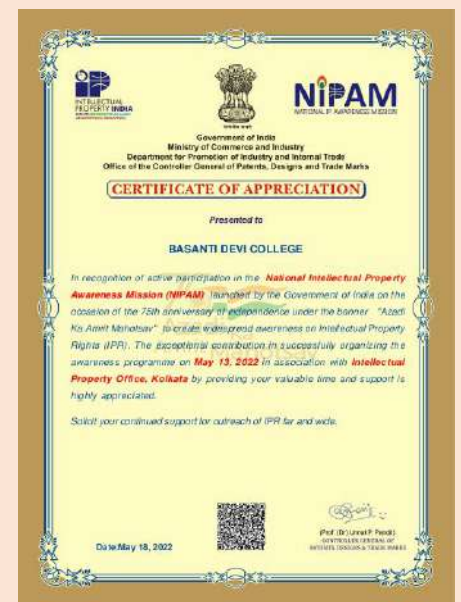 INTELLECTUAL
PROPERTY INDIA
NIPAM
NATIONAL IP AWARENESS MISSION
Government of India
Ministry of Commerce and Industry
Department for Promotion of Industry and Internal Trade
Office of the Controller General of Patents, Designs and Trade Marks
CERTIFICATE OF APPRECIATION
Presented to
BASANTI DEVI COLLEGE
In recognition of active participation in the National Intellectual Property
Awareness Mission (NIPAM) launched by the Government of India on the
occasion of the 75th anniversary of independence under the banner "Azadi
Ka Amrit Mahotsav" to create widespread awareness on Intellectual Property
Rights (IPR). The exceptional contribution in successfully organizing the
awareness programme on May 13, 2022 in association with Intellectual
Property Office, Kolkata by providing your valuable time and support is
highly appreciated.
Solicit your continued support for outreach of IPR far and wide.
(Prof. (Dr) Unnat P. Pandit)
CONTROLLER GENERAL OF
PATENTS, DESIGNS & TRADE MARKS
Date:May 18, 2022